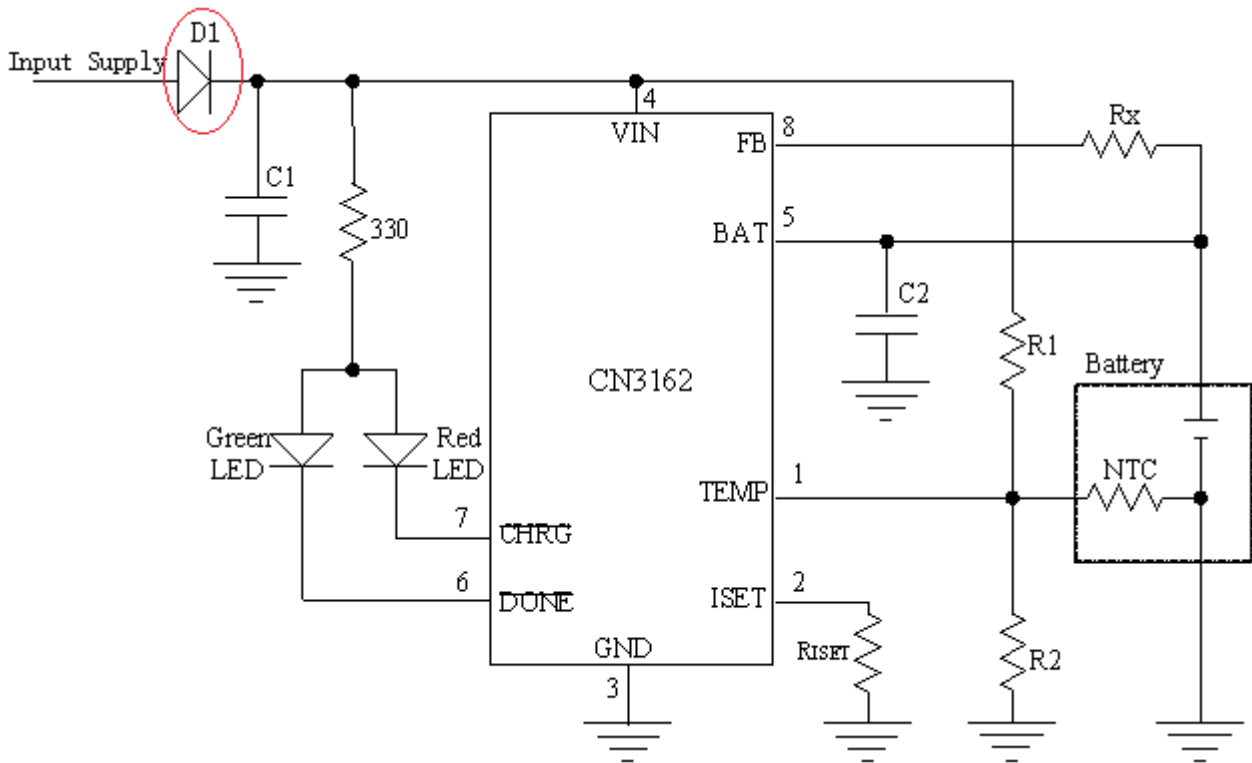 D1
Input Supply
4
VIN
8
FB
Rx
C1
330
5
BAT
C2
R1
CN3162
Battery
Green
LED
Red
LED
1
TEMP
NTC
7
CHRG
6
DONE
2
ISET
RISET
GND
3
R2